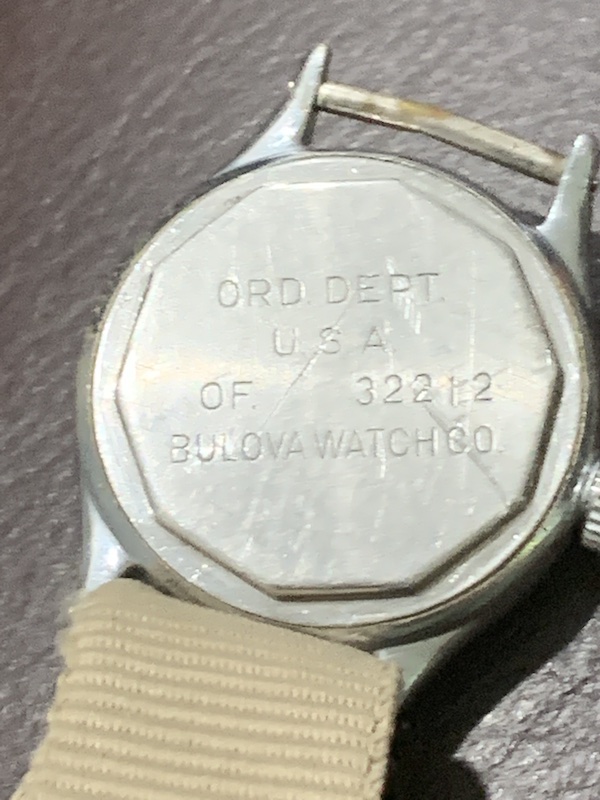 ORD. DEPT.
U S A
OF. 32212
BULOVA WATCH CO.